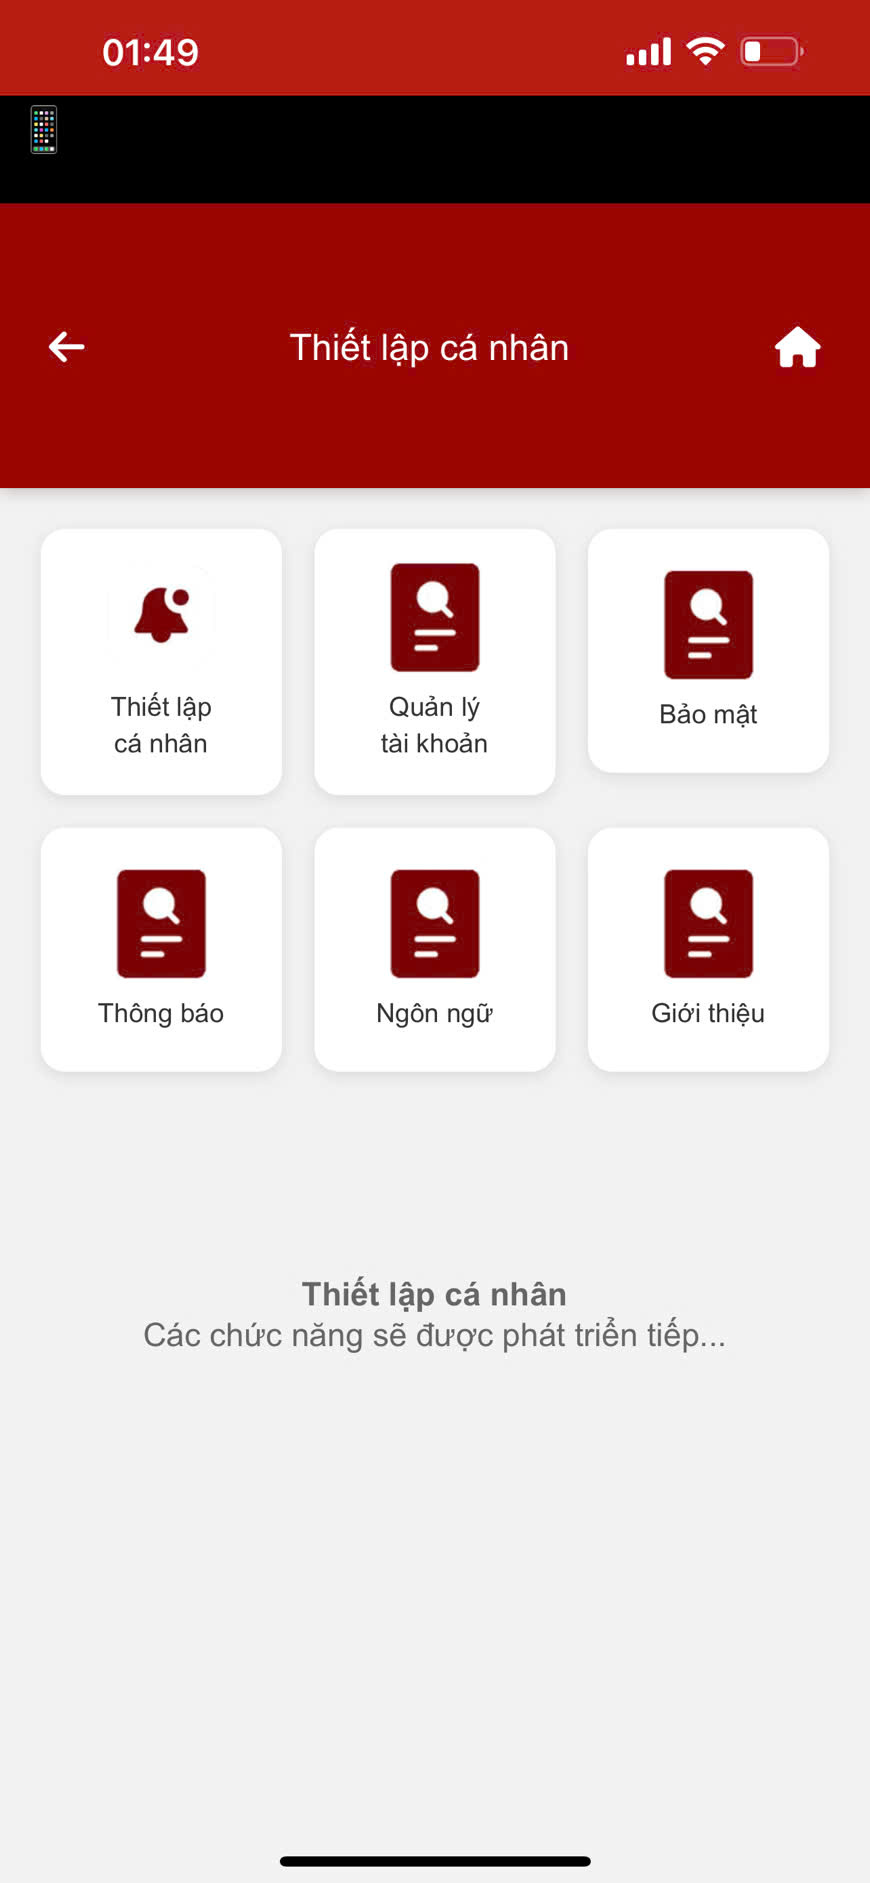 01:49
Thiết lập cá nhân
Thiết lập
cá nhân
Quản lý
tài khoản
Bảo mật
Thông báo
Ngôn ngữ
Giới thiệu
Thiết lập cá nhân
Các chức năng sẽ được phát triển tiếp...